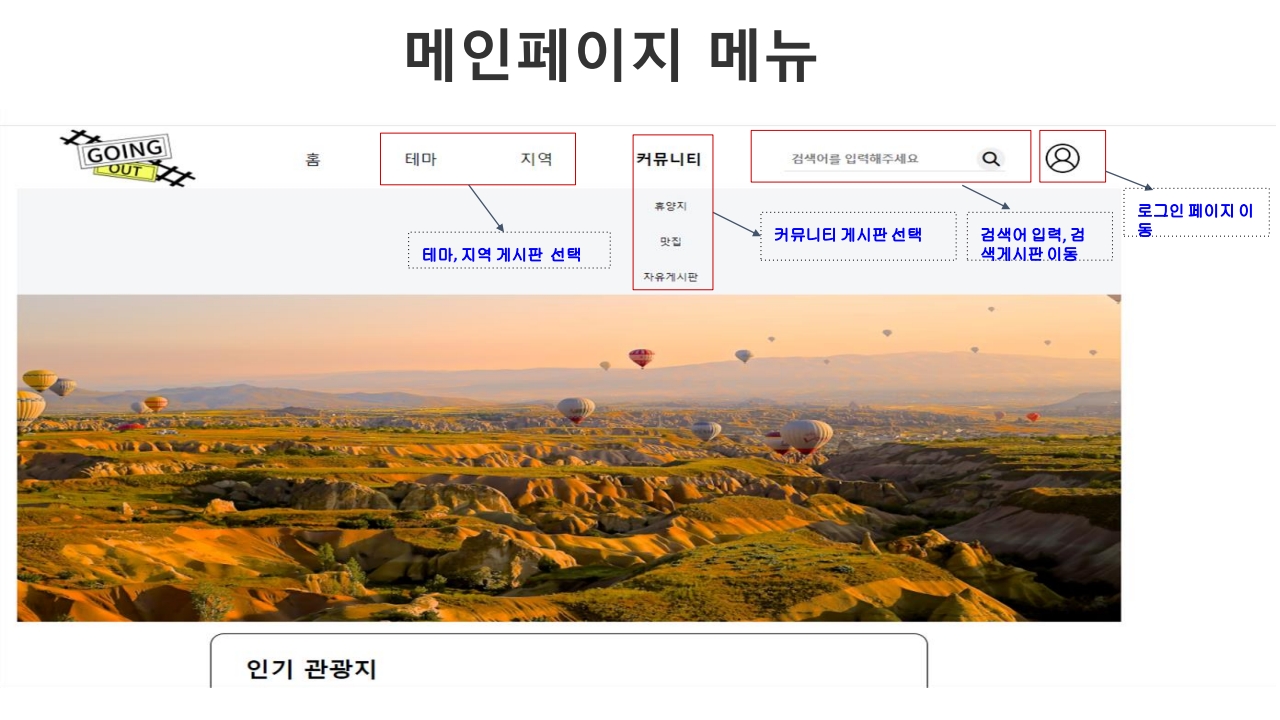 메인페이지 메뉴
GOING
OUT
홈
테마
지역
커뮤니티
검색어를 입력해주세요
휴양지
맛집
자유게시판
테마, 지역 게시판 선택
커뮤니티 게시판 선택
검색어 입력, 검
색게시판 이동
로그인 페이지 이
동
인기 관광지